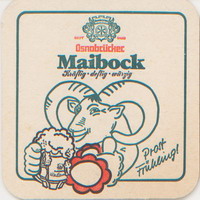 Osnabrücker
Maibock
Kräftig · deftig · würzig
Prost
Frühling!